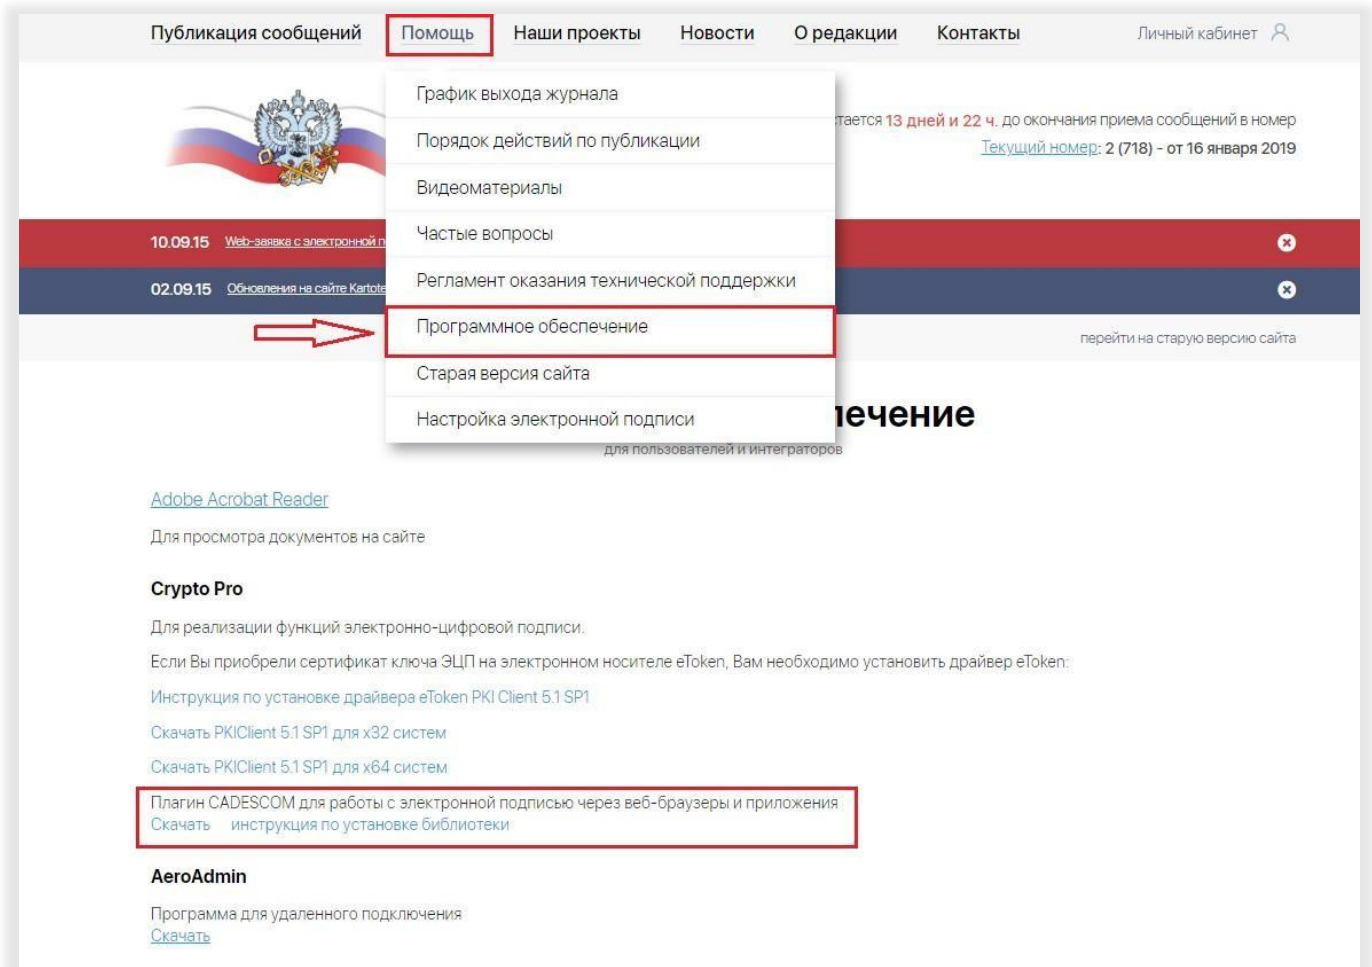 Публикация сообщений Помощь Наши проекты Новости О редакции Контакты Личный кабинет
График выхода журнала
Порядок действий по публикации
Видеоматериалы
Частые вопросы
Регламент оказания технической поддержки
Программное обеспечение
Старая версия сайта
Настройка электронной подписи
13 дней и 22 ч. до окончания приема сообщений в номер
Текущий номер: 2 (718) - от 16 января 2019
10.09.15 Web-заявка с электронной
02.09.15 Обновления на сайте
перейти на старую версию сайта
для пользователей и интеграторов
Adobe Acrobat Reader
Для просмотра документов на сайте
Crypto Pro
Для реализации функций электронно-цифровой подписи.
Если Вы приобрели сертификат ключа ЭЦП на электронном носителе eToken, Вам необходимо установить драйвер eToken:
Инструкция по установке драйвера eToken PKI Client 5.1 SP1
Скачать PKIClient 5.1 SP1 для x32 систем
Скачать PKIClient 5.1 SP1 для x64 систем
Плагин CADESCOM для работы с электронной подписью через веб-браузеры и приложения
Скачать инструкция по установке библиотеки
AeroAdmin
Программа для удаленного подключения
Скачать